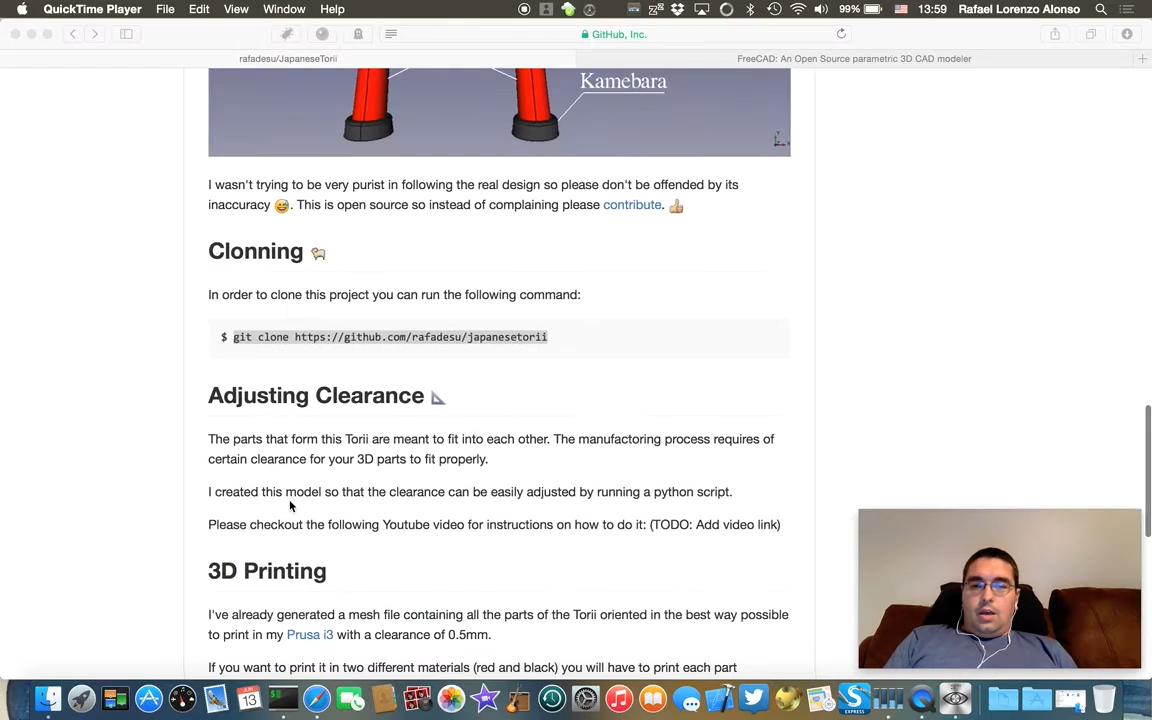 QuickTime Player File Edit View Window Help 99% 13:59 Rafael Lorenzo Alonso
GitHub, Inc.
rafadesu/JapaneseTorii FreeCAD: An Open Source parametric 3D CAD modeler
Kamebara
I wasn't trying to be very purist in following the real design so please don't be offended by its
inaccuracy 😅. This is open source so instead of complaining please contribute. 👍
Clonning 🐑
In order to clone this project you can run the following command:
$ git clone https://github.com/rafadesu/japanesetorii
Adjusting Clearance 📐
The parts that form this Torii are meant to fit into each other. The manufactoring process requires of
certain clearance for your 3D parts to fit properly.
I created this model so that the clearance can be easily adjusted by running a python script.
Please checkout the following Youtube video for instructions on how to do it: (TODO: Add video link)
3D Printing
I've already generated a mesh file containing all the parts of the Torii oriented in the best way possible
to print in my Prusa i3 with a clearance of 0.5mm.
If you want to print it in two different materials (red and black) you will have to print each part
JUN
13
EXPRESS